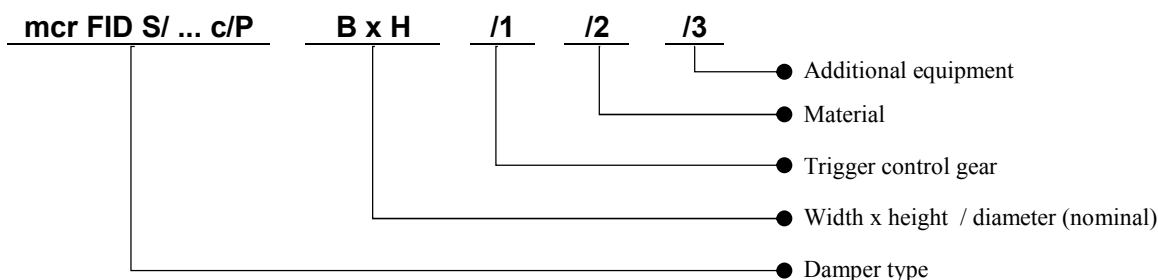 mcr FID S/ ... c/P B x H /1 /2 /3
Additional equipment
Material
Trigger control gear
Width x height / diameter (nominal)
Damper type